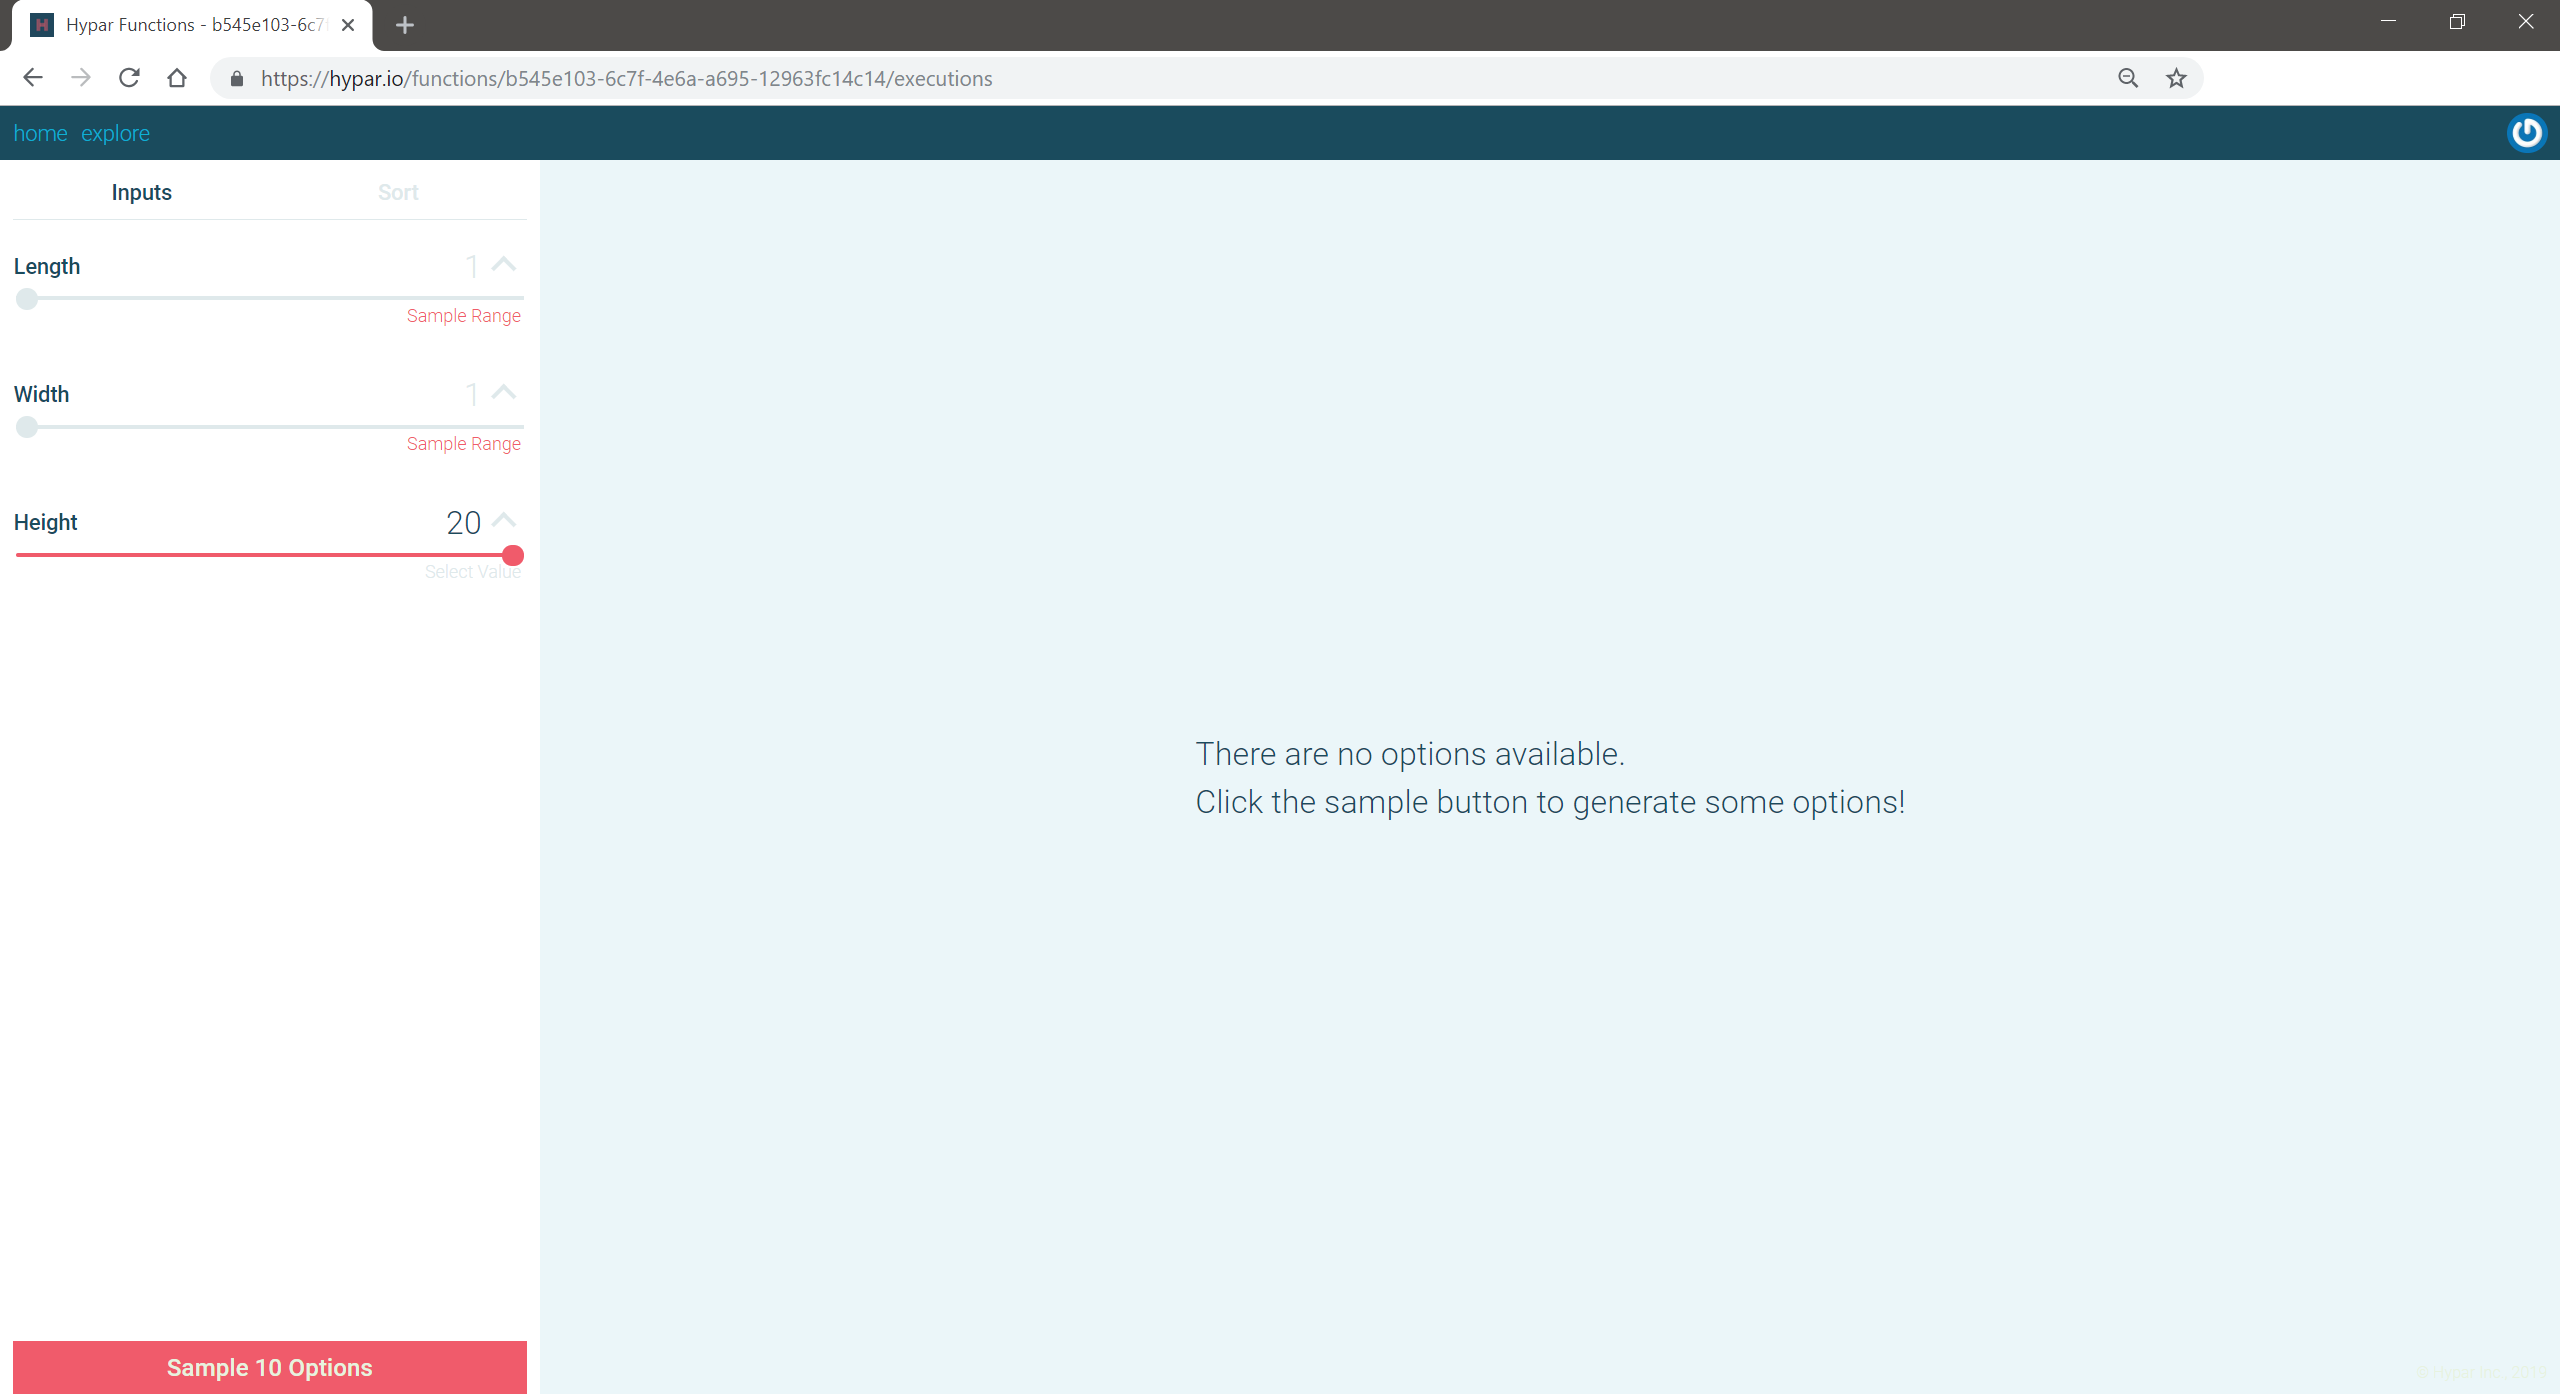 Hypar Functions - b545e103-6c7
https://hypar.io/functions/b545e103-6c7f-4e6a-a695-12963fc14c14/executions
home explore
Inputs Sort
Length 1
Sample Range
Width 1
Sample Range
Height 20
Select Value
There are no options available.
Click the sample button to generate some options!
Sample 10 Options